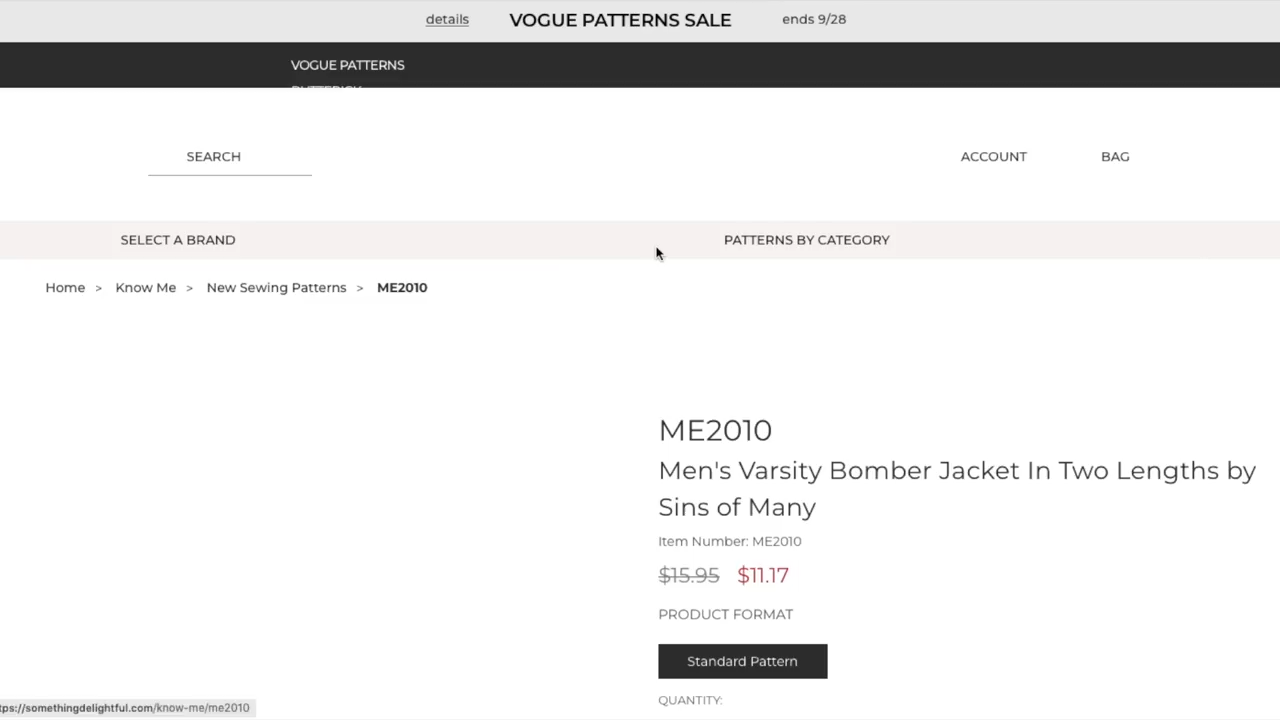 details VOGUE PATTERNS SALE ends 9/28
VOGUE PATTERNS
SEARCH ACCOUNT BAG
SELECT A BRAND PATTERNS BY CATEGORY
Home > Know Me > New Sewing Patterns > ME2010
ME2010
Men's Varsity Bomber Jacket In Two Lengths by
Sins of Many
Item Number: ME2010
$15.95 $11.17
PRODUCT FORMAT
Standard Pattern
QUANTITY:
tps://somethingdelightful.com/know-me/me2010